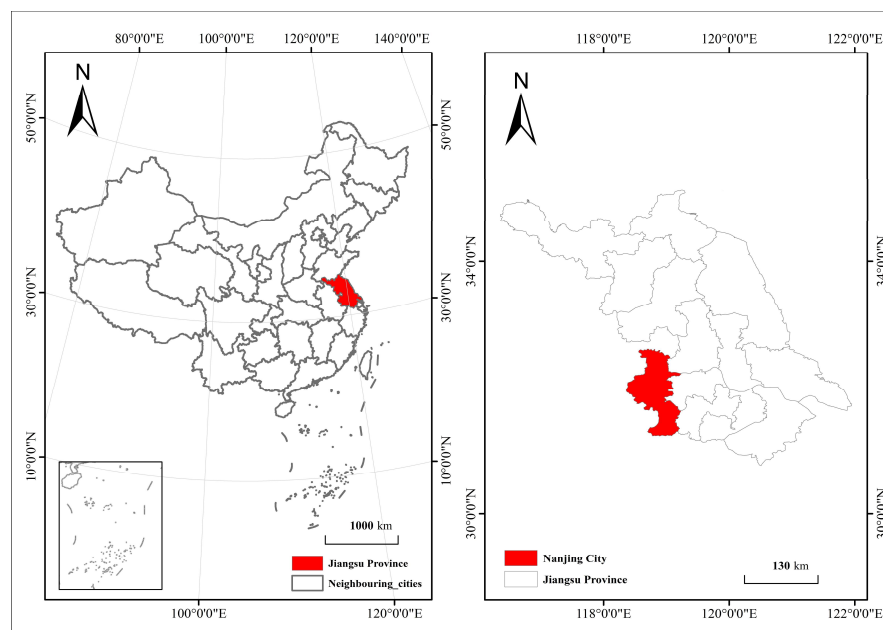 80°0'0"E 100°0'0"E 120°0'0"E 140°0'0"E
N
50°0'0"N
50°0'0"N
30°0'0"N
30°0'0"N
10°0'0"N
10°0'0"N
1000 km
Jiangsu Province
Neighbouring_cities
100°0'0"E 120°0'0"E
118°0'0"E 120°0'0"E 122°0'0"E
N
34°0'0"N
34°0'0"N
30°0'0"N
30°0'0"N
Nanjing City
Jiangsu Province
130 km
118°0'0"E 120°0'0"E 122°0'0"E